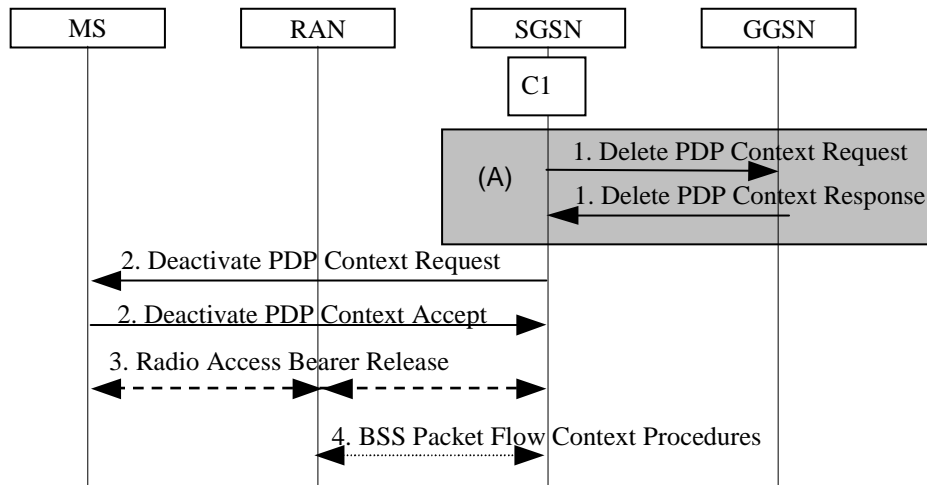 MS RAN SGSN GGSN
C1
(A)
1. Delete PDP Context Request
1. Delete PDP Context Response
2. Deactivate PDP Context Request
2. Deactivate PDP Context Accept
3. Radio Access Bearer Release
4. BSS Packet Flow Context Procedures